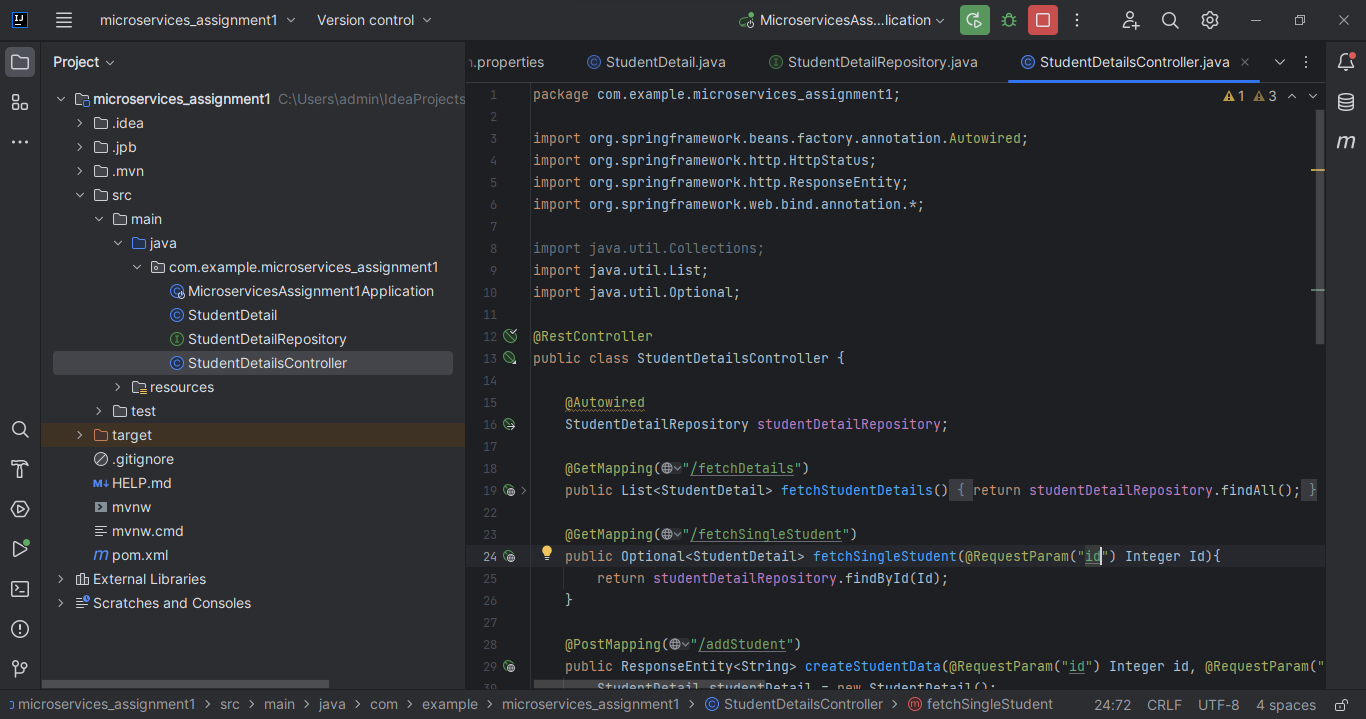 microservices_assignment1
Version control
MicroservicesAss...lication
Project
microservices_assignment1 C:\Users\admin\IdeaProjects
.idea
.jpb
.mvn
src
main
java
com.example.microservices_assignment1
MicroservicesAssignment1Application
StudentDetail
StudentDetailRepository
StudentDetailsController
resources
test
target
.gitignore
HELP.md
mvnw
mvnw.cmd
pom.xml
External Libraries
Scratches and Consoles
.properties
StudentDetail.java
StudentDetailRepository.java
StudentDetailsController.java
1 3
1 package com.example.microservices_assignment1;
2
3 import org.springframework.beans.factory.annotation.Autowired;
4 import org.springframework.http.HttpStatus;
5 import org.springframework.http.ResponseEntity;
6 import org.springframework.web.bind.annotation.*;
7
8 import java.util.Collections;
9 import java.util.List;
10 import java.util.Optional;
11
12 @RestController
13 public class StudentDetailsController {
14
15 @Autowired
16 StudentDetailRepository studentDetailRepository;
17
18 @GetMapping("/fetchDetails")
19 public List<StudentDetail> fetchStudentDetails() { return studentDetailRepository.findAll(); }
22
23 @GetMapping("/fetchSingleStudent")
24 public Optional<StudentDetail> fetchSingleStudent(@RequestParam("id") Integer Id){
25 return studentDetailRepository.findById(Id);
26 }
27
28 @PostMapping("/addStudent")
29 public ResponseEntity<String> createStudentData(@RequestParam("id") Integer id, @RequestParam("
30 StudentDetail studentDetail = new StudentDetail();
microservices_assignment1 > src > main > java > com > example > microservices_assignment1 > StudentDetailsController > fetchSingleStudent
24:72 CRLF UTF-8 4 spaces